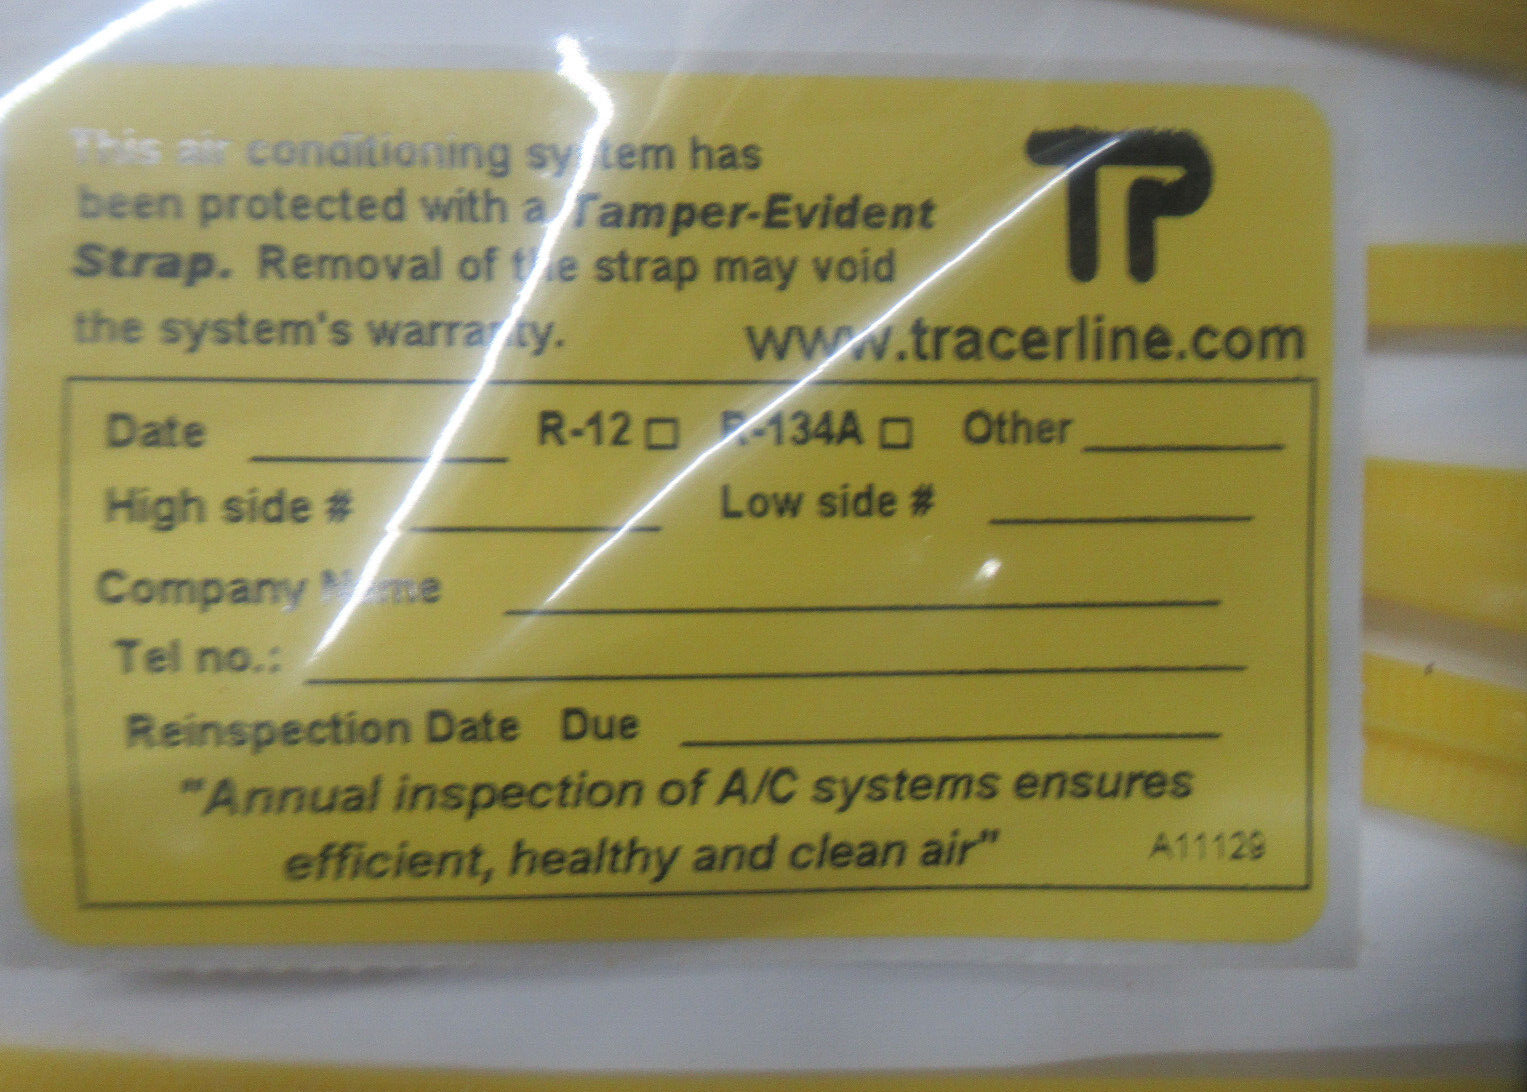 This air conditioning system has
been protected with a Tamper-Evident
Strap. Removal of the strap may void
the system's warranty.
TP
www.tracerline.com
Date R-12 □ R-134A □ Other
High side # Low side #
Company Name
Tel no.:
Reinspection Date Due
"Annual inspection of A/C systems ensures
efficient, healthy and clean air"
A11129